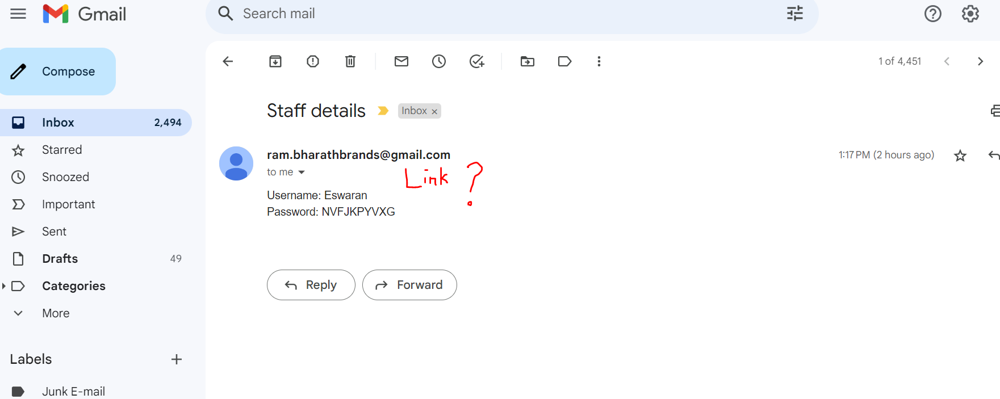 Gmail
Search mail
Compose
1 of 4,451
Inbox 2,494
Starred
Snoozed
Important
Sent
Drafts 49
Categories
More
Labels
Junk E-mail
Staff details Inbox
ram.bharathbrands@gmail.com 1:17 PM (2 hours ago)
to me
Link ?
Username: Eswaran
Password: NVFJKPYVXG
Reply Forward